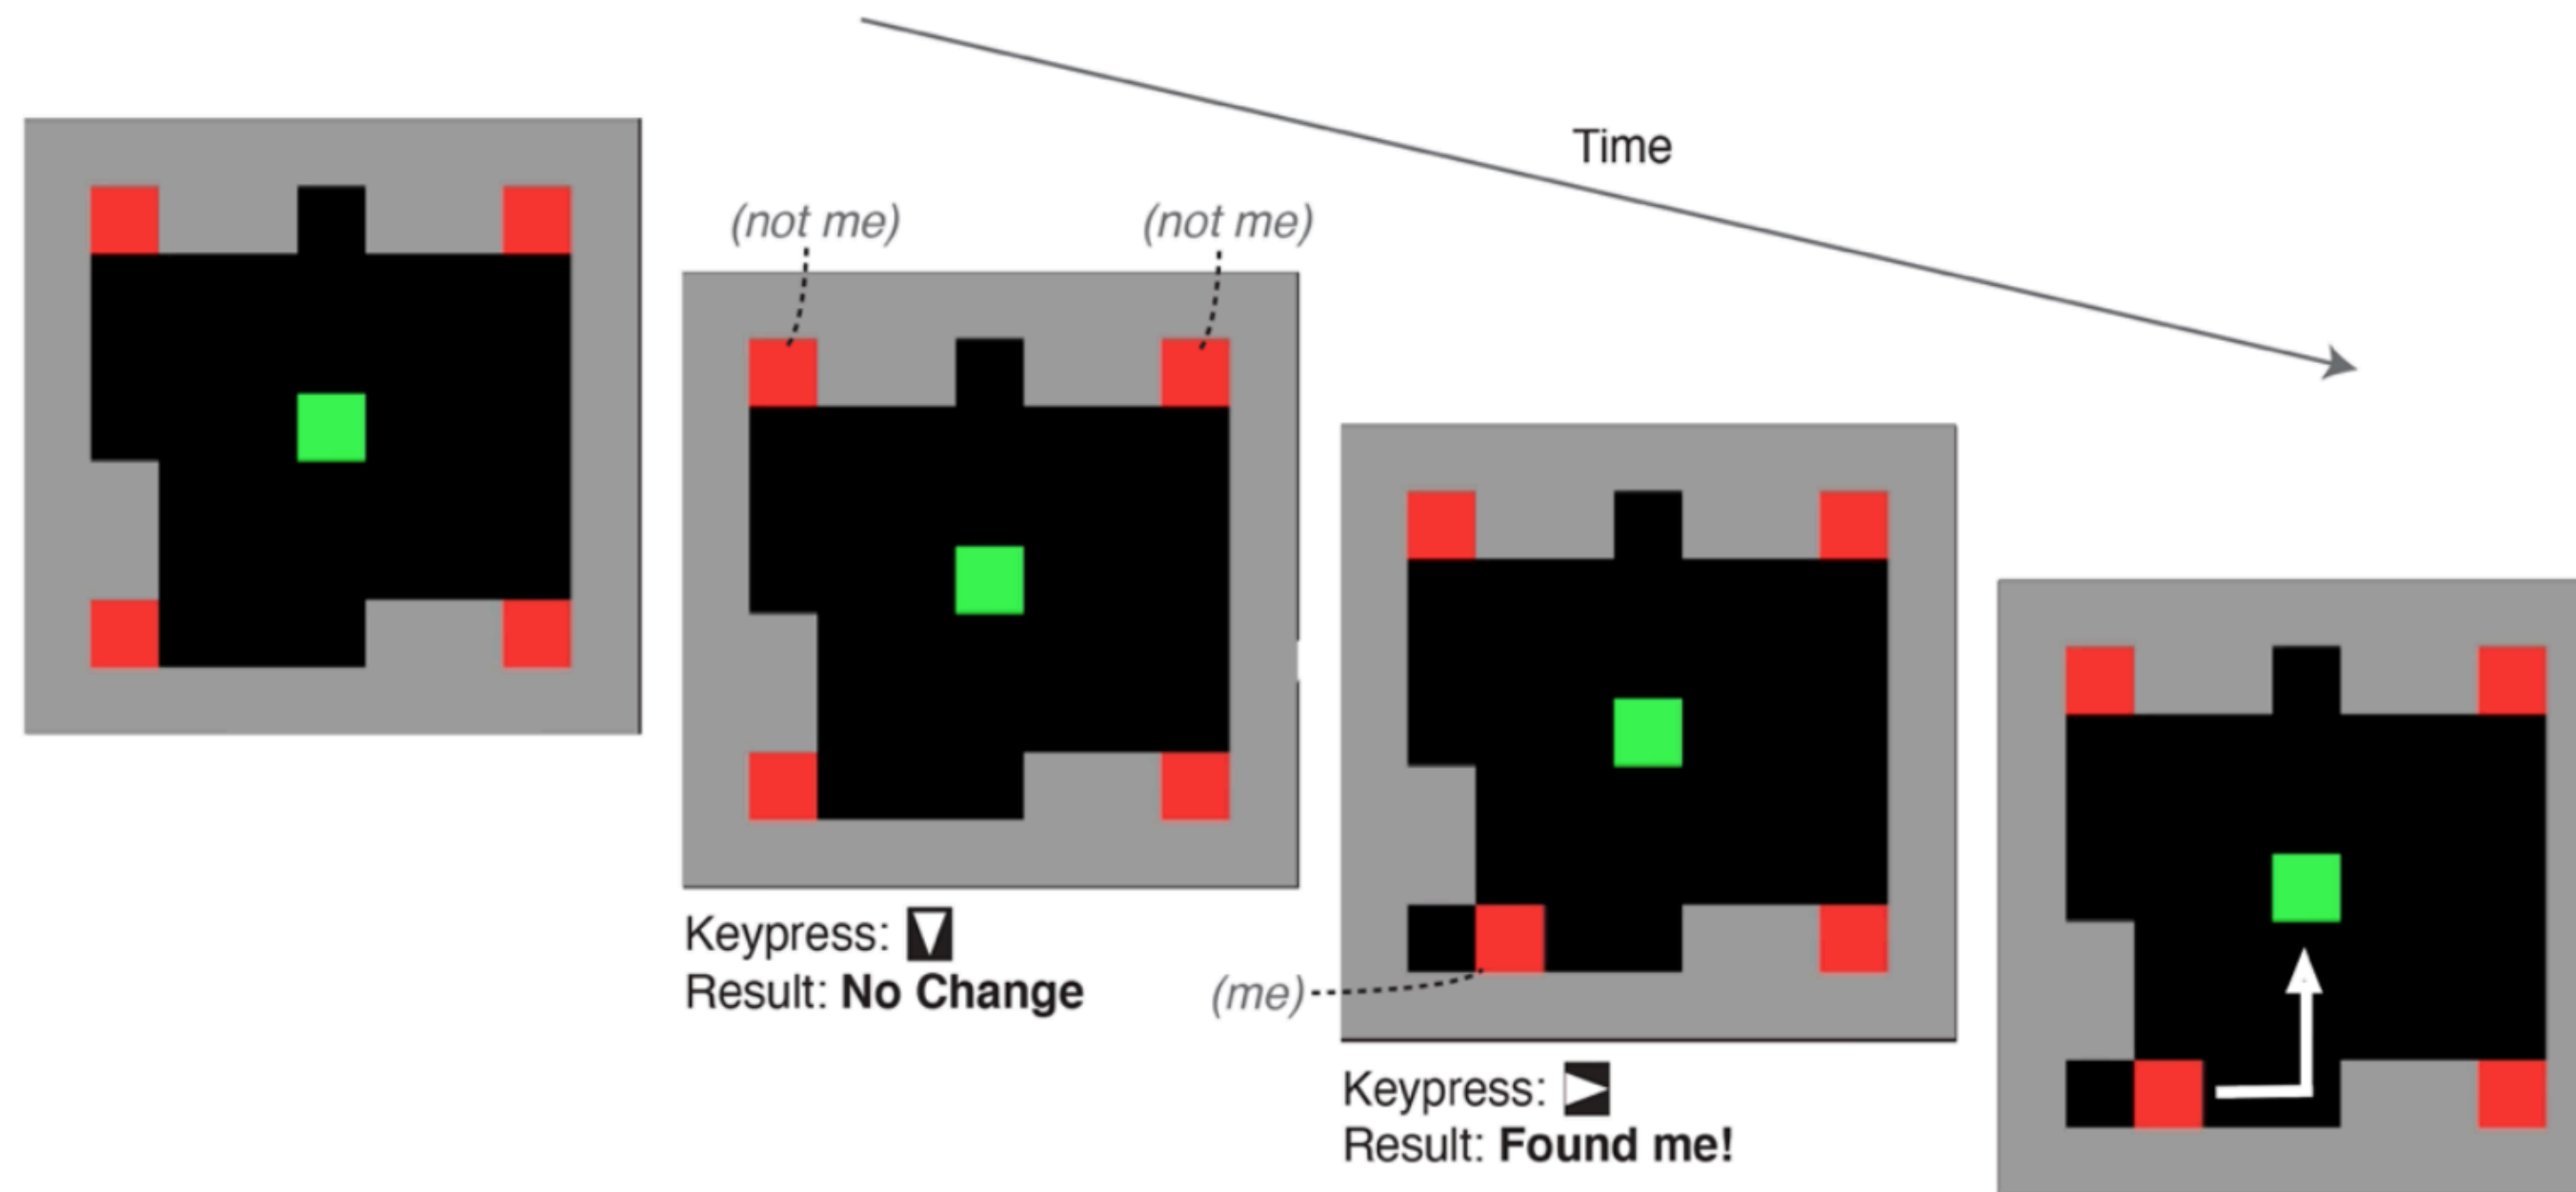 Time
(not me)
(not me)
Keypress:
Result: No Change
(me)
Keypress:
Result: Found me!